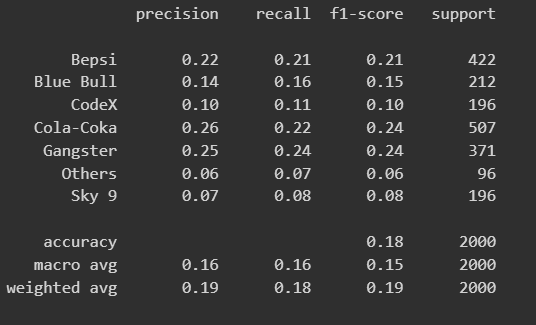 precision recall f1-score support
Bepsi 0.22 0.21 0.21 422
Blue Bull 0.14 0.16 0.15 212
CodeX 0.10 0.11 0.10 196
Cola-Coka 0.26 0.22 0.24 507
Gangster 0.25 0.24 0.24 371
Others 0.06 0.07 0.06 96
Sky 9 0.07 0.08 0.08 196
accuracy 0.18 2000
macro avg 0.16 0.16 0.15 2000
weighted avg 0.19 0.18 0.19 2000